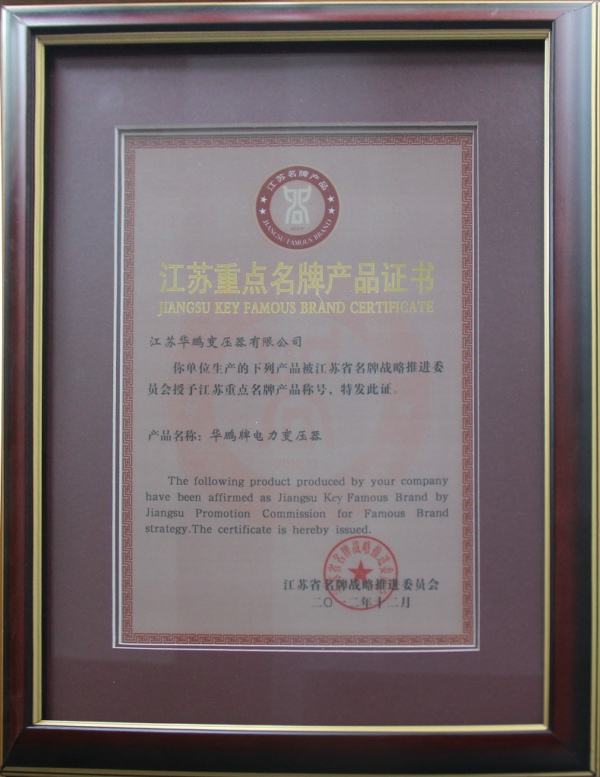 江苏名牌产品
JIANGSU FAMOUS BRAND
江苏重点名牌产品证书
JIANGSU KEY FAMOUS BRAND CERTIFICATE
江苏华鹏变压器有限公司
你单位生产的下列产品被江苏省名牌战略推进委
员会授予江苏重点名牌产品称号，特发此证。
产品名称：华鹏牌电力变压器
The following product produced by your company
have been affirmed as Jiangsu Key Famous Brand by
Jiangsu Promotion Commission for Famous Brand
strategy.The certificate is hereby issued.
江苏省名牌战略推进委员会
二〇一二年十二月